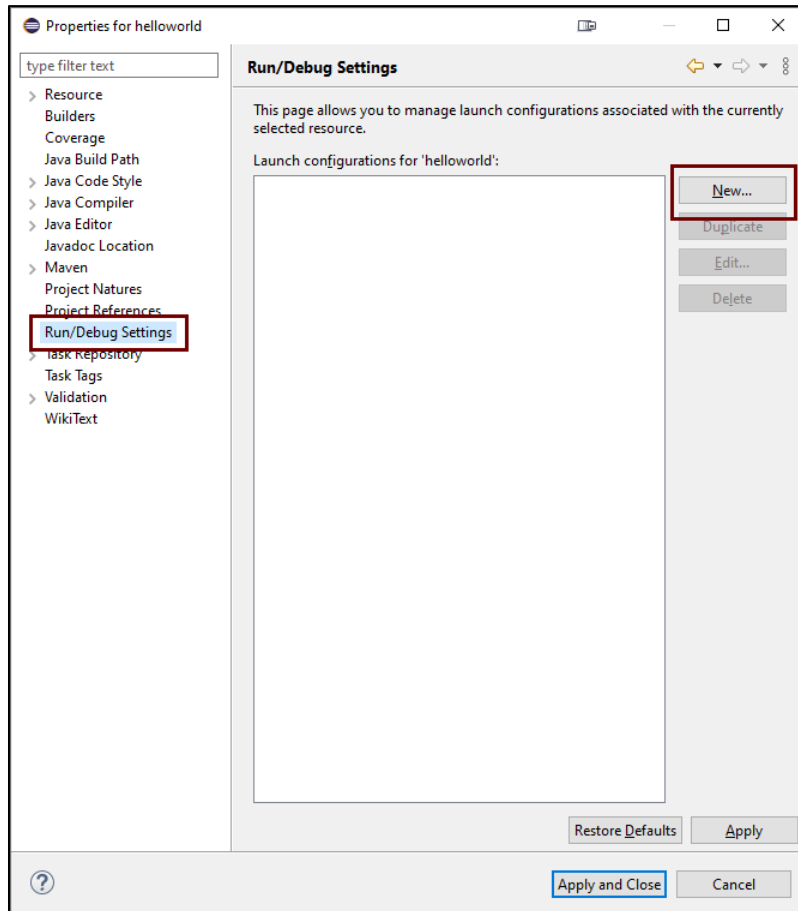 Properties for helloworld
type filter text
Resource
Builders
Coverage
Java Build Path
Java Code Style
Java Compiler
Java Editor
Javadoc Location
Maven
Project Natures
Project References
Run/Debug Settings
Task Repository
Task Tags
Validation
WikiText
Run/Debug Settings
This page allows you to manage launch configurations associated with the currently
selected resource.
Launch configurations for 'helloworld':
New...
Duplicate
Edit...
Delete
Restore Defaults
Apply
?
Apply and Close
Cancel